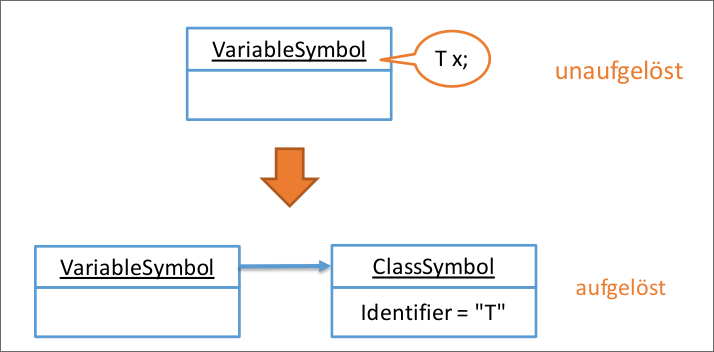 VariableSymbol
T x;
unaufgelöst
VariableSymbol
ClassSymbol
Identifier = "T"
aufgelöst